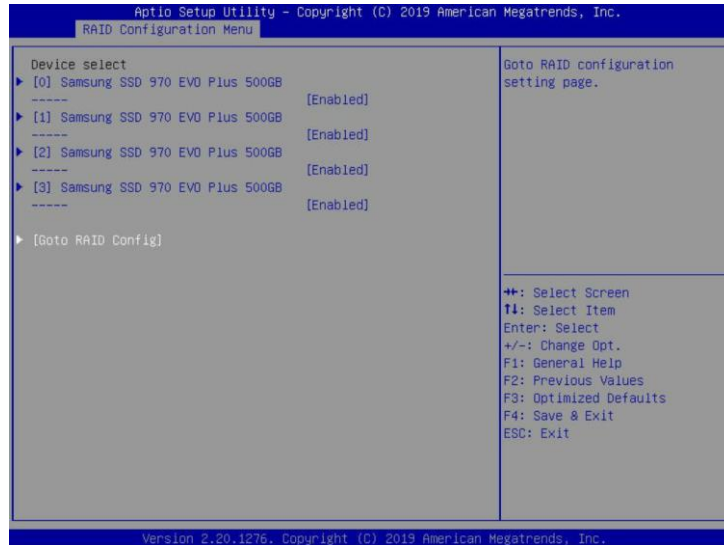 Aptio Setup Utility – Copyright (C) 2019 American Megatrends, Inc.
RAID Configuration Menu
Device select
[0] Samsung SSD 970 EVO Plus 500GB
----- [Enabled]
[1] Samsung SSD 970 EVO Plus 500GB
----- [Enabled]
[2] Samsung SSD 970 EVO Plus 500GB
----- [Enabled]
[3] Samsung SSD 970 EVO Plus 500GB
----- [Enabled]
[Goto RAID Config]
Goto RAID configuration
setting page.
→←: Select Screen
↑↓: Select Item
Enter: Select
+/-: Change Opt.
F1: General Help
F2: Previous Values
F3: Optimized Defaults
F4: Save & Exit
ESC: Exit
Version 2.20.1276. Copyright (C) 2019 American Megatrends, Inc.